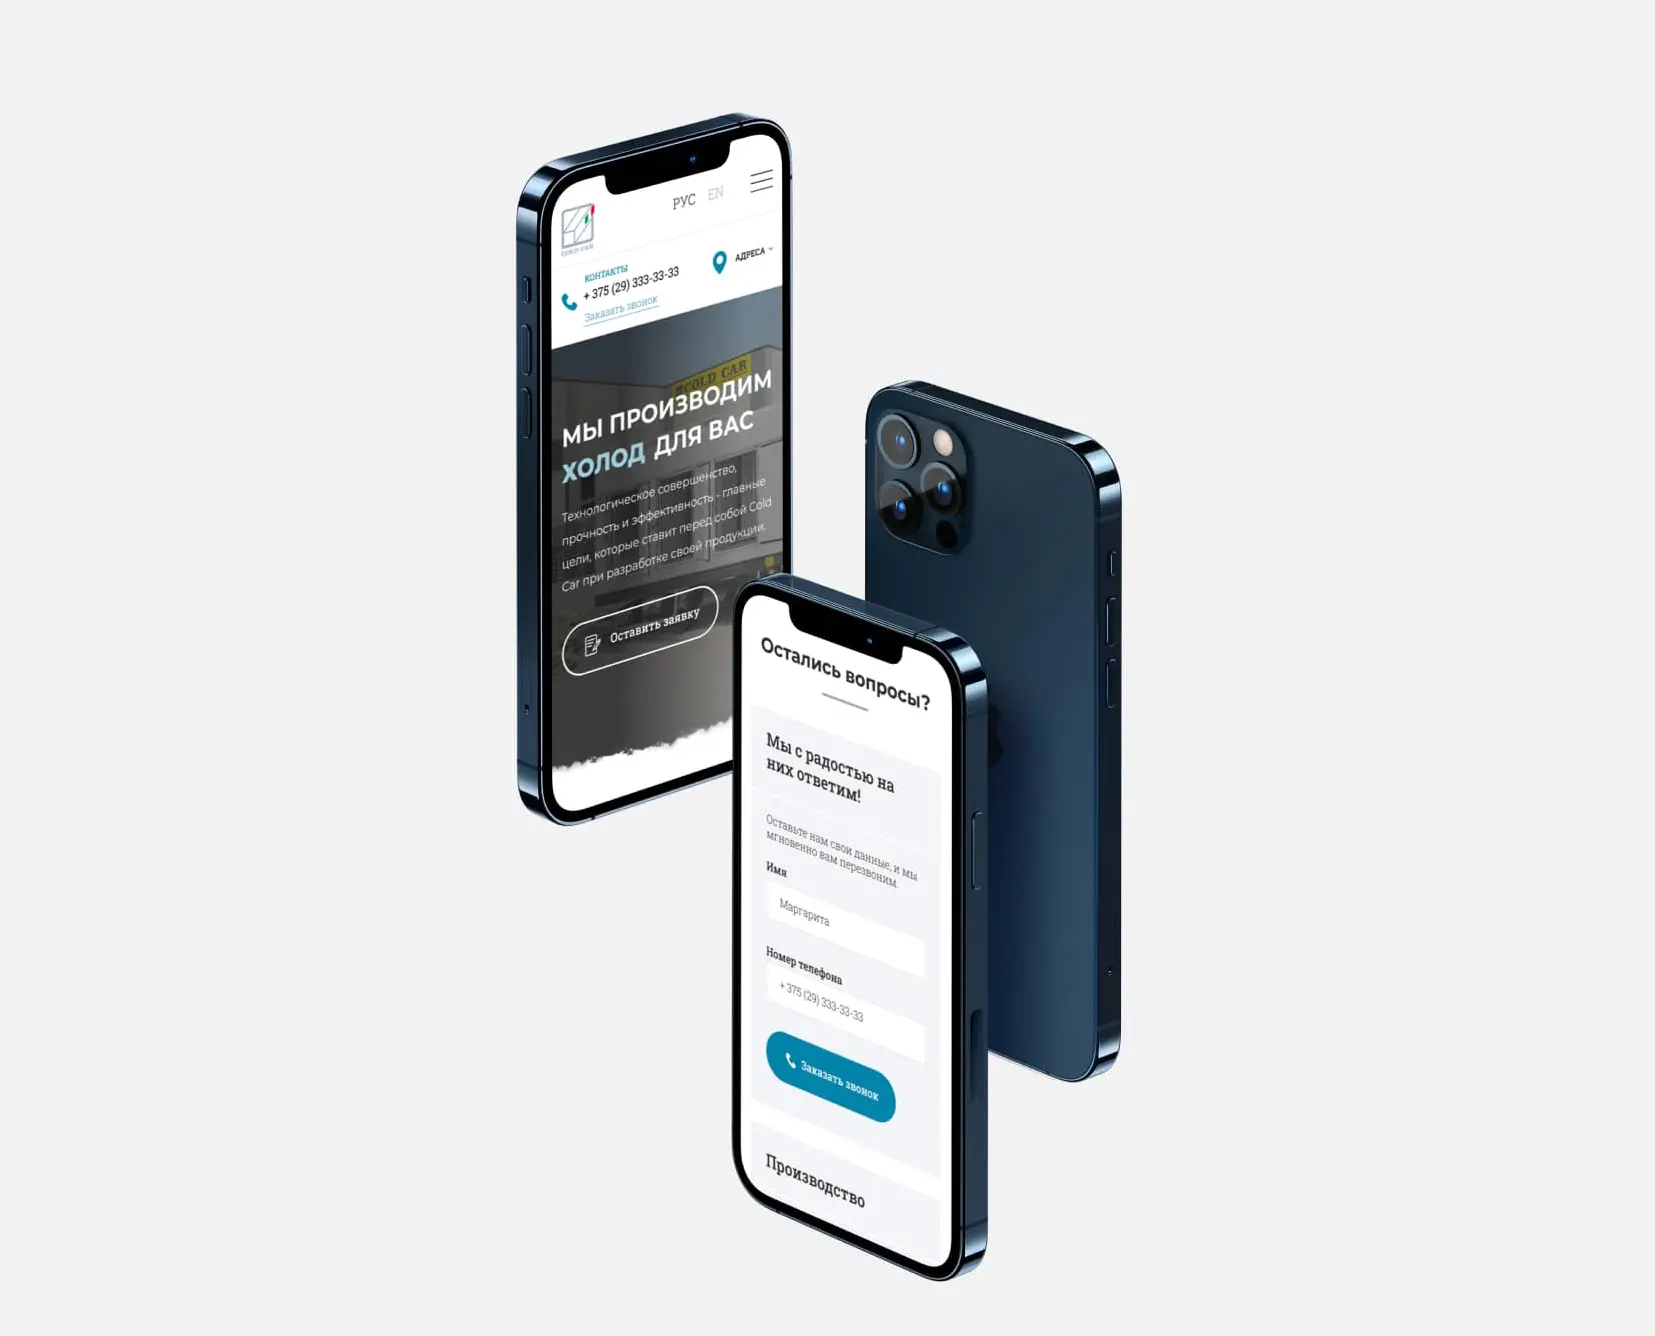 РУС EN
COLD CAR
КОНТАКТЫ
+ 375 (29) 333-33-33
Заказать звонок
АДРЕСА
COLD CAR
МЫ ПРОИЗВОДИМ
ХОЛОД ДЛЯ ВАС
Технологическое совершенство,
прочность и эффективность - главные
цели, которые ставит перед собой Cold
Car при разработке своей продукции.
Оставить заявку
Остались вопросы?
Мы с радостью на
них ответим!
Оставьте нам свои данные, и мы
мгновенно вам перезвоним.
Имя
Маргарита
Номер телефона
+ 375 (29) 333-33-33
Заказать звонок
Производство